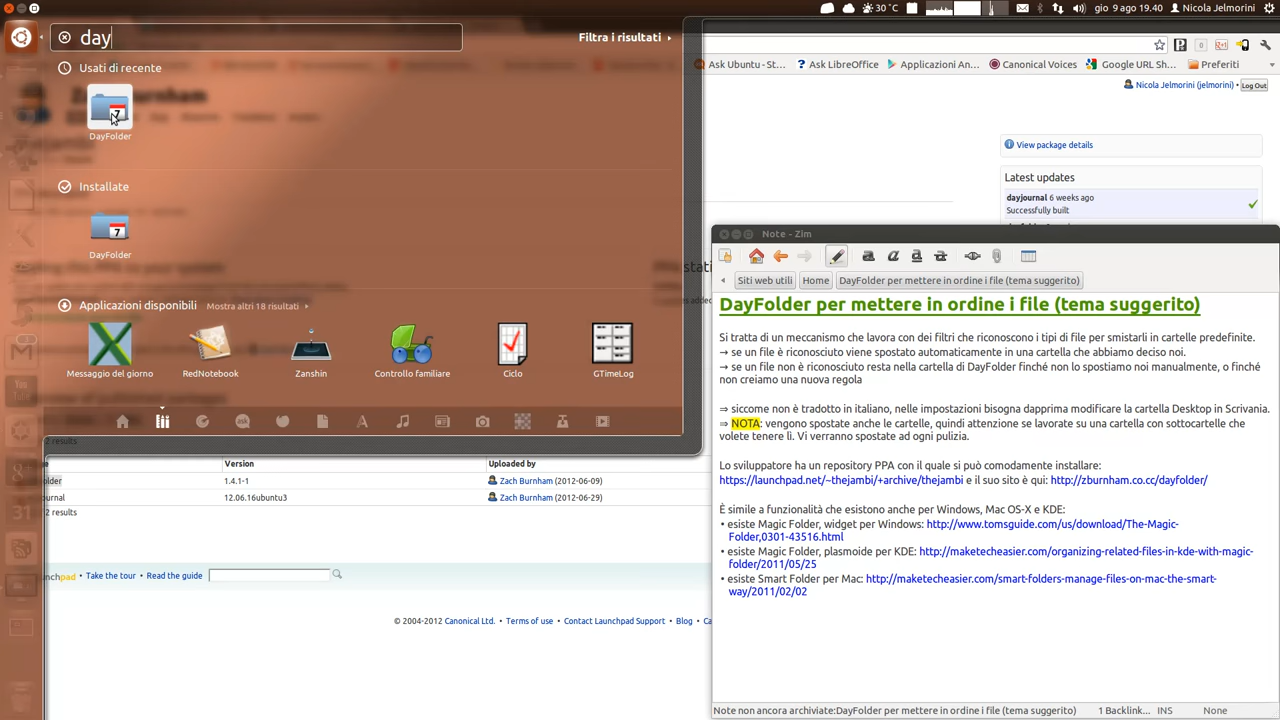 30 °C
gio 9 ago 19.40
Nicola Jelmorini
day
Filtra i risultati
Usati di recente
DayFolder
Installate
DayFolder
Applicazioni disponibili Mostra altri 18 risultati
Messaggio del giorno
RedNotebook
Zanshin
Controllo familiare
Ciclo
GTimeLog
Ask Ubuntu - St...
Ask LibreOffice
Applicazioni An...
Canonical Voices
Google URL Sh...
Preferiti
Nicola Jelmorini (jelmorini)
Log Out
View package details
Latest updates
dayjournal 6 weeks ago
Successfully built
Note - Zim
Siti web utili
Home
DayFolder per mettere in ordine i file (tema suggerito)
DayFolder per mettere in ordine i file (tema suggerito)
Si tratta di un meccanismo che lavora con dei filtri che riconoscono i tipi di file per smistarli in cartelle predefinite.
→ se un file è riconosciuto viene spostato automaticamente in una cartella che abbiamo deciso noi.
→ se un file non è riconosciuto resta nella cartella di DayFolder finché non lo spostiamo noi manualmente, o finché
non creiamo una nuova regola
⇒ siccome non è tradotto in italiano, nelle impostazioni bisogna dapprima modificare la cartella Desktop in Scrivania.
⇒ NOTA: vengono spostate anche le cartelle, quindi attenzione se lavorate su una cartella con sottocartelle che
volete tenere lì. Vi verranno spostate ad ogni pulizia.
Lo sviluppatore ha un repository PPA con il quale si può comodamente installare:
https://launchpad.net/~thejambi/+archive/thejambi e il suo sito è qui: http://zburnham.co.cc/dayfolder/
È simile a funzionalità che esistono anche per Windows, Mac OS-X e KDE:
• esiste Magic Folder, widget per Windows: http://www.tomsguide.com/us/download/The-Magic-
Folder,0301-43516.html
• esiste Magic Folder, plasmoide per KDE: http://maketecheasier.com/organizing-related-files-in-kde-with-magic-
folder/2011/05/25
• esiste Smart Folder per Mac: http://maketecheasier.com/smart-folders-manage-files-on-mac-the-smart-
way/2011/02/02
2 results
Version
Uploaded by
older
1.4.1-1
Zach Burnham (2012-06-09)
ournal
12.06.16ubuntu3
Zach Burnham (2012-06-29)
2 results
nchpad • Take the tour • Read the guide
© 2004-2012 Canonical Ltd. • Terms of use • Contact Launchpad Support • Blog • Ca
Note non ancora archiviate:DayFolder per mettere in ordine i file (tema suggerito)
1 Backlink...
INS
None